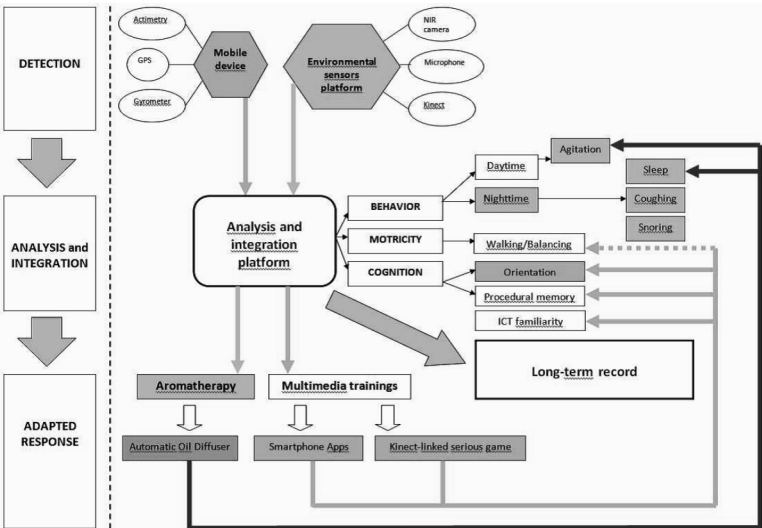 DETECTION
ANALYSIS and
INTEGRATION
ADAPTED
RESPONSE
Actimetry
GPS
Gyrometer
Mobile
device
Environmental
sensors
platform
NIR
camera
Microphone
Kinect
Analysis and
integration
platform
BEHAVIOR
MOTRICITY
COGNITION
Daytime
Nighttime
Agitation
Sleep
Coughing
Snoring
Walking/Balancing
Orientation
Procedural memory
ICT familiarity
Long-term record
Aromatherapy
Multimedia trainings
Automatic Oil Diffuser
Smartphone Apps
Kinect-linked serious game